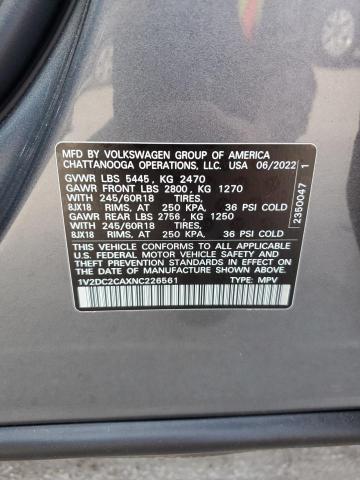 MFD BY VOLKSWAGEN GROUP OF AMERICA
CHATTANOOGA OPERATIONS, LLC. USA 06/2022
GVWR LBS 5445, KG 2470
GAWR FRONT LBS 2800, KG 1270
WITH 245/60R18 TIRES,
8JX18 RIMS, AT 250 KPA, 36 PSI COLD
GAWR REAR LBS 2756, KG 1250
WITH 245/60R18 TIRES,
8JX18 RIMS, AT 250 KPA, 36 PSI COLD
THIS VEHICLE CONFORMS TO ALL APPLICABLE
U.S. FEDERAL MOTOR VEHICLE SAFETY
STANDARDS IN EFFECT ON THE DATE OF
MANUFACTURE SHOWN ABOVE.
1V2DC2CAXNC226561 TYPE: MPV
2350047 1